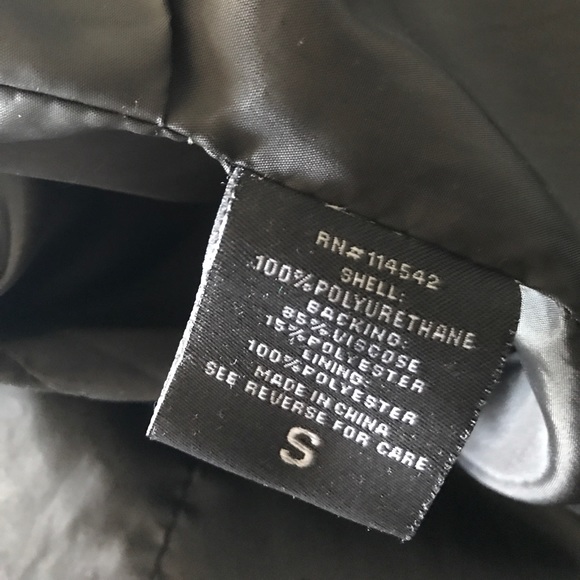 RN#114542
SHELL:
100%POLYURETHANE
BACKING:
85%VISCOSE
15%POLYESTER
LINING:
100%POLYESTER
MADE IN CHINA
SEE REVERSE FOR CARE
S